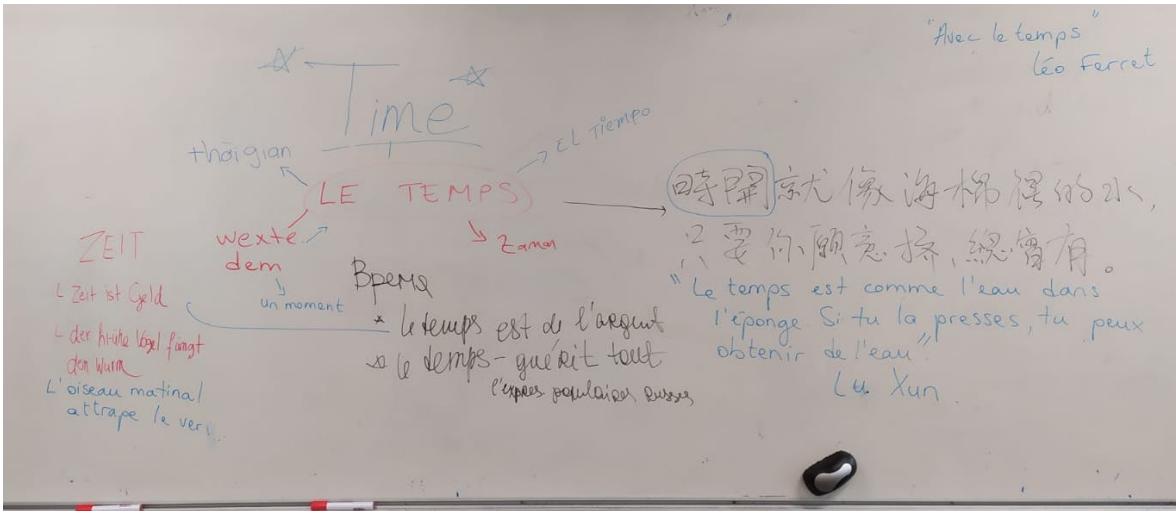 "Avec le temps"
Léo Ferret
Time
thời gian
EL TIEMPO
LE TEMPS
wexte
dem
un moment
Zaman
ZEIT
Zeit ist Geld
der frühe Vogel fängt
den Wurm
L'oiseau matinal
attrape le ver.
Время
* le temps est de l'argent
* le temps - guérit tout
l'expres populaires russes
時間就像海棉裡的水,
只要你願意擠,總會有。
"Le temps est comme l'eau dans
l'éponge Si tu la presses, tu peux
obtenir de l'eau"
Lu Xun.